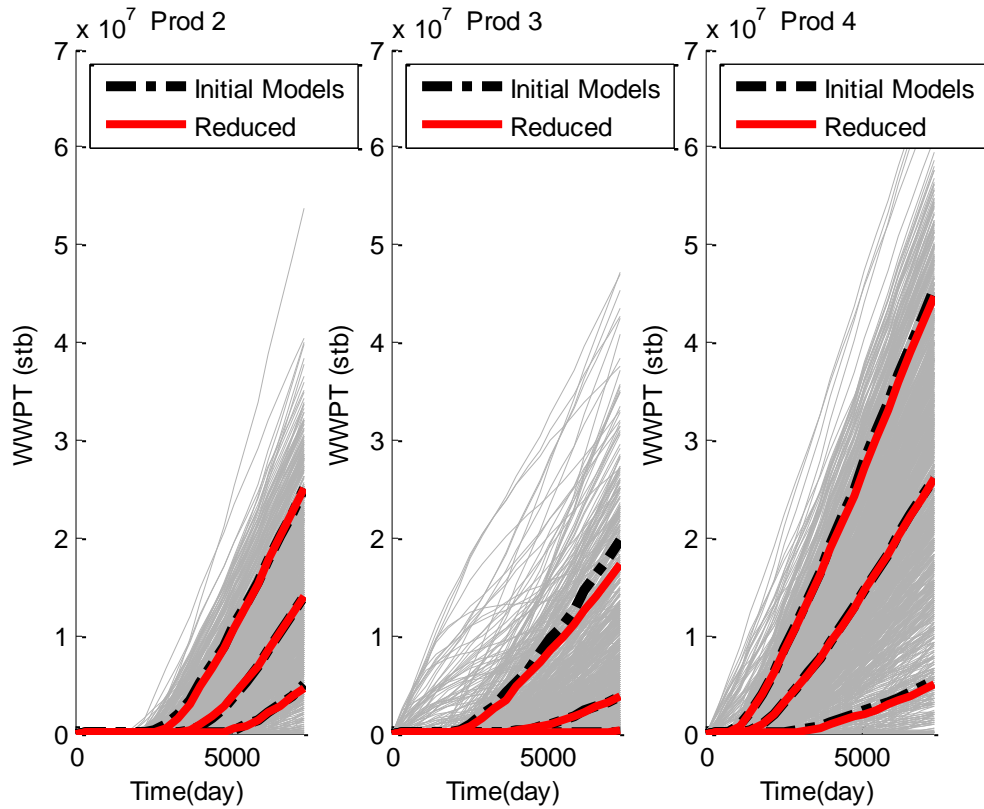 x 10^7 Prod 2
7
6
5
4
3
2
1
0
WWPT (stb)
Initial Models
Reduced
0 5000
Time(day)
x 10^7 Prod 3
7
6
5
4
3
2
1
0
WWPT (stb)
Initial Models
Reduced
0 5000
Time(day)
x 10^7 Prod 4
7
6
5
4
3
2
1
0
WWPT (stb)
Initial Models
Reduced
0 5000
Time(day)